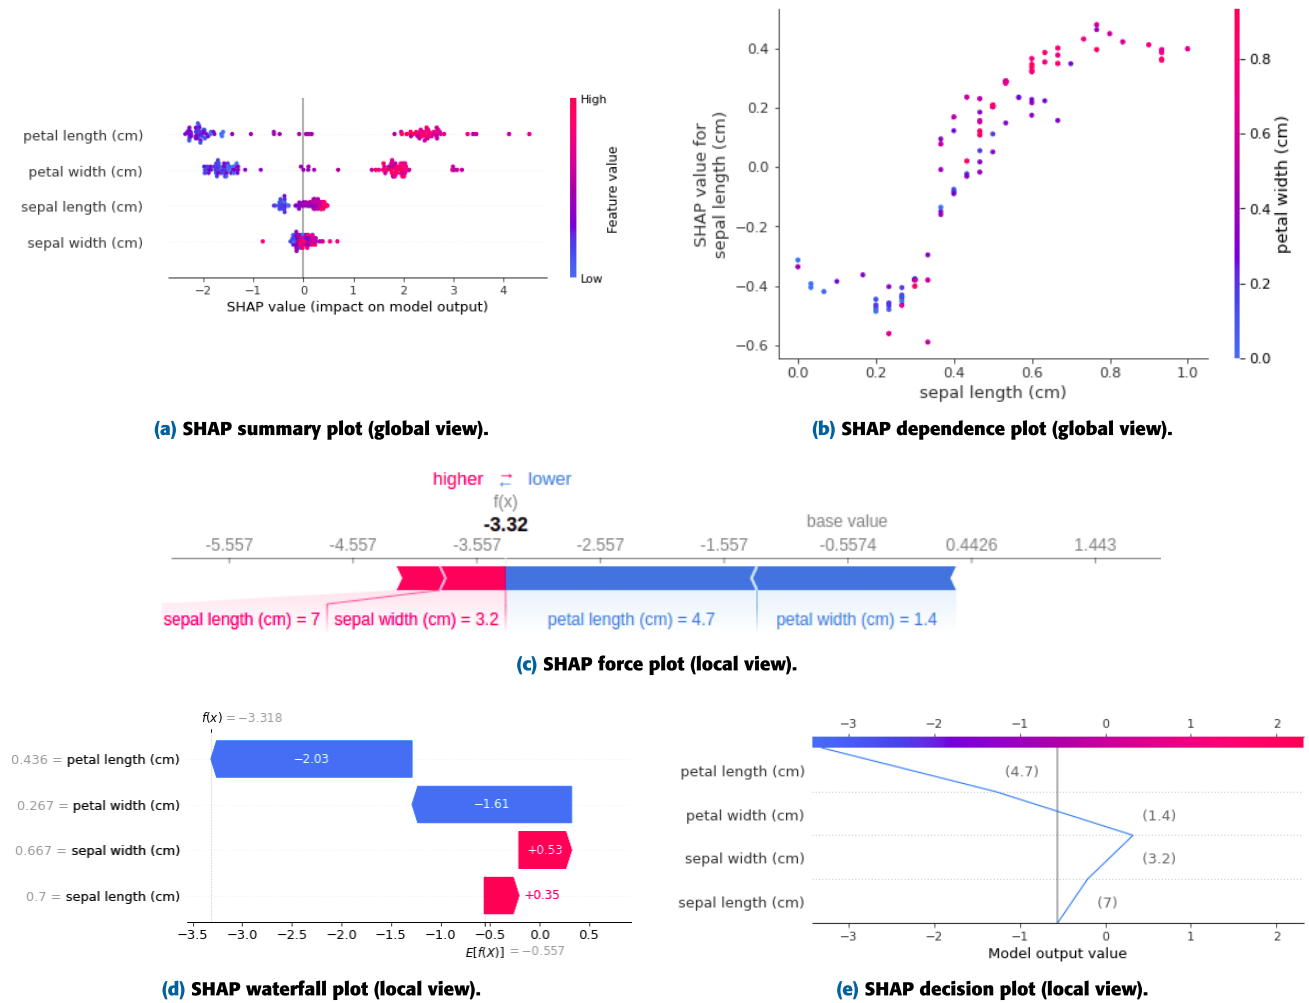 petal length (cm)
petal width (cm)
sepal length (cm)
sepal width (cm)
−2 −1 0 1 2 3 4
SHAP value (impact on model output)
High
Feature value
Low
(a) SHAP summary plot (global view).
0.4
0.2
0.0
−0.2
−0.4
−0.6
SHAP value for
sepal length (cm)
0.0 0.2 0.4 0.6 0.8 1.0
sepal length (cm)
0.8
0.6
0.4
0.2
0.0
petal width (cm)
(b) SHAP dependence plot (global view).
higher ⇄ lower
f(x)
-3.32
base value
-5.557 -4.557 -3.557 -2.557 -1.557 -0.5574 0.4426 1.443
sepal length (cm) = 7 sepal width (cm) = 3.2 petal length (cm) = 4.7 petal width (cm) = 1.4
(c) SHAP force plot (local view).
f(x) = −3.318
0.436 = petal length (cm) −2.03
0.267 = petal width (cm) −1.61
0.667 = sepal width (cm) +0.53
0.7 = sepal length (cm) +0.35
−3.5 −3.0 −2.5 −2.0 −1.5 −1.0 −0.5 0.0 0.5
E[f(X)] = −0.557
(d) SHAP waterfall plot (local view).
−3 −2 −1 0 1 2
petal length (cm) (4.7)
petal width (cm) (1.4)
sepal width (cm) (3.2)
sepal length (cm) (7)
−3 −2 −1 0 1 2
Model output value
(e) SHAP decision plot (local view).